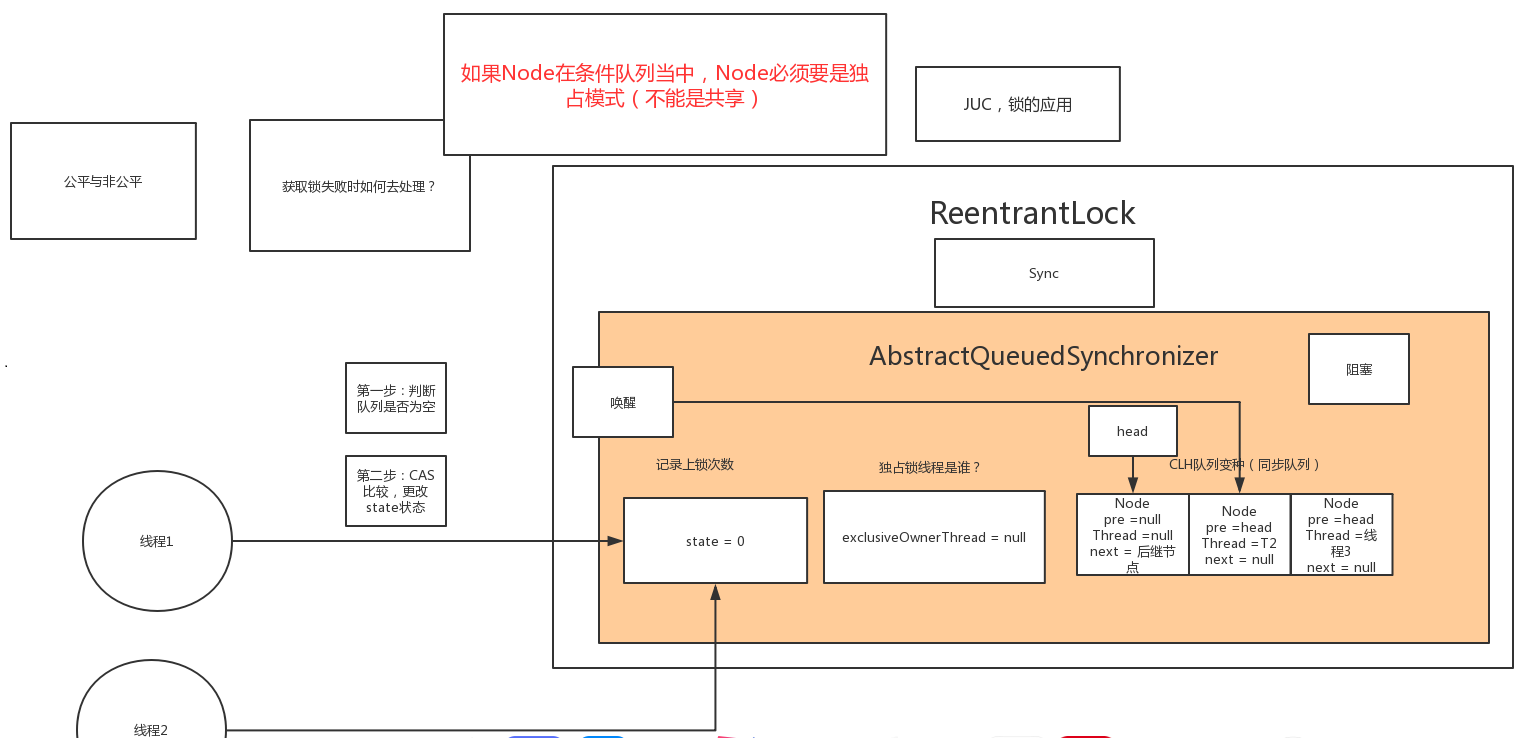 如果Node在条件队列当中，Node必须要是独
占模式（不能是共享）
JUC，锁的应用
公平与非公平
获取锁失败时如何去处理？
ReentrantLock
Sync
AbstractQueuedSynchronizer
阻塞
第一步：判断
队列是否为空
唤醒
head
记录上锁次数
独占锁线程是谁？
CLH队列变种（同步队列）
第二步：CAS
比较，更改
state状态
线程1
state = 0
exclusiveOwnerThread = null
Node
pre =null
Thread =null
next = 后继节
点
Node
pre =head
Thread =T2
next = null
Node
pre =head
Thread =线
程3
next = null
线程2